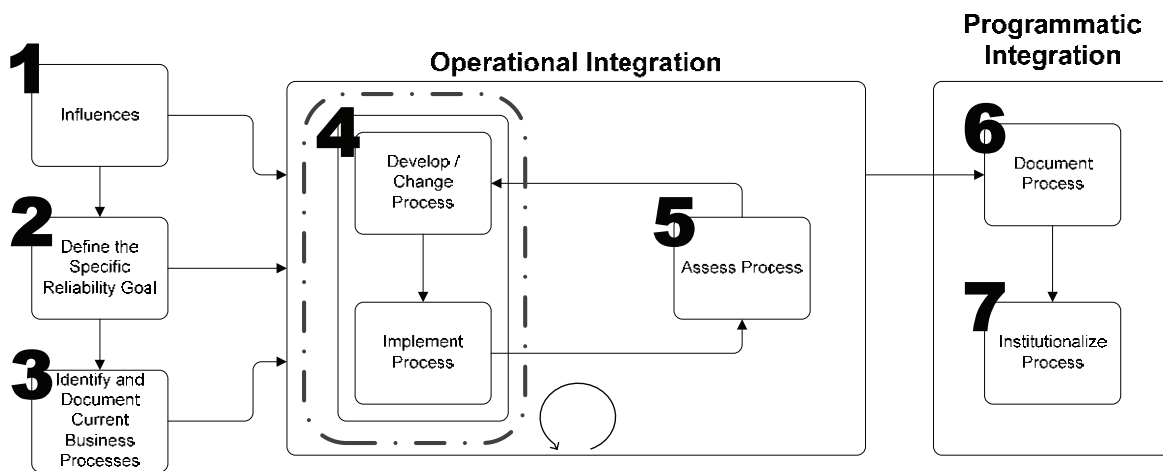 Programmatic
Integration
Operational Integration
1
Influences
2
Define the
Specific
Reliability Goal
3
Identify and
Document
Current
Business
Processes
4
Develop /
Change
Process
Implement
Process
5
Assess Process
6
Document
Process
7
Institutionalize
Process